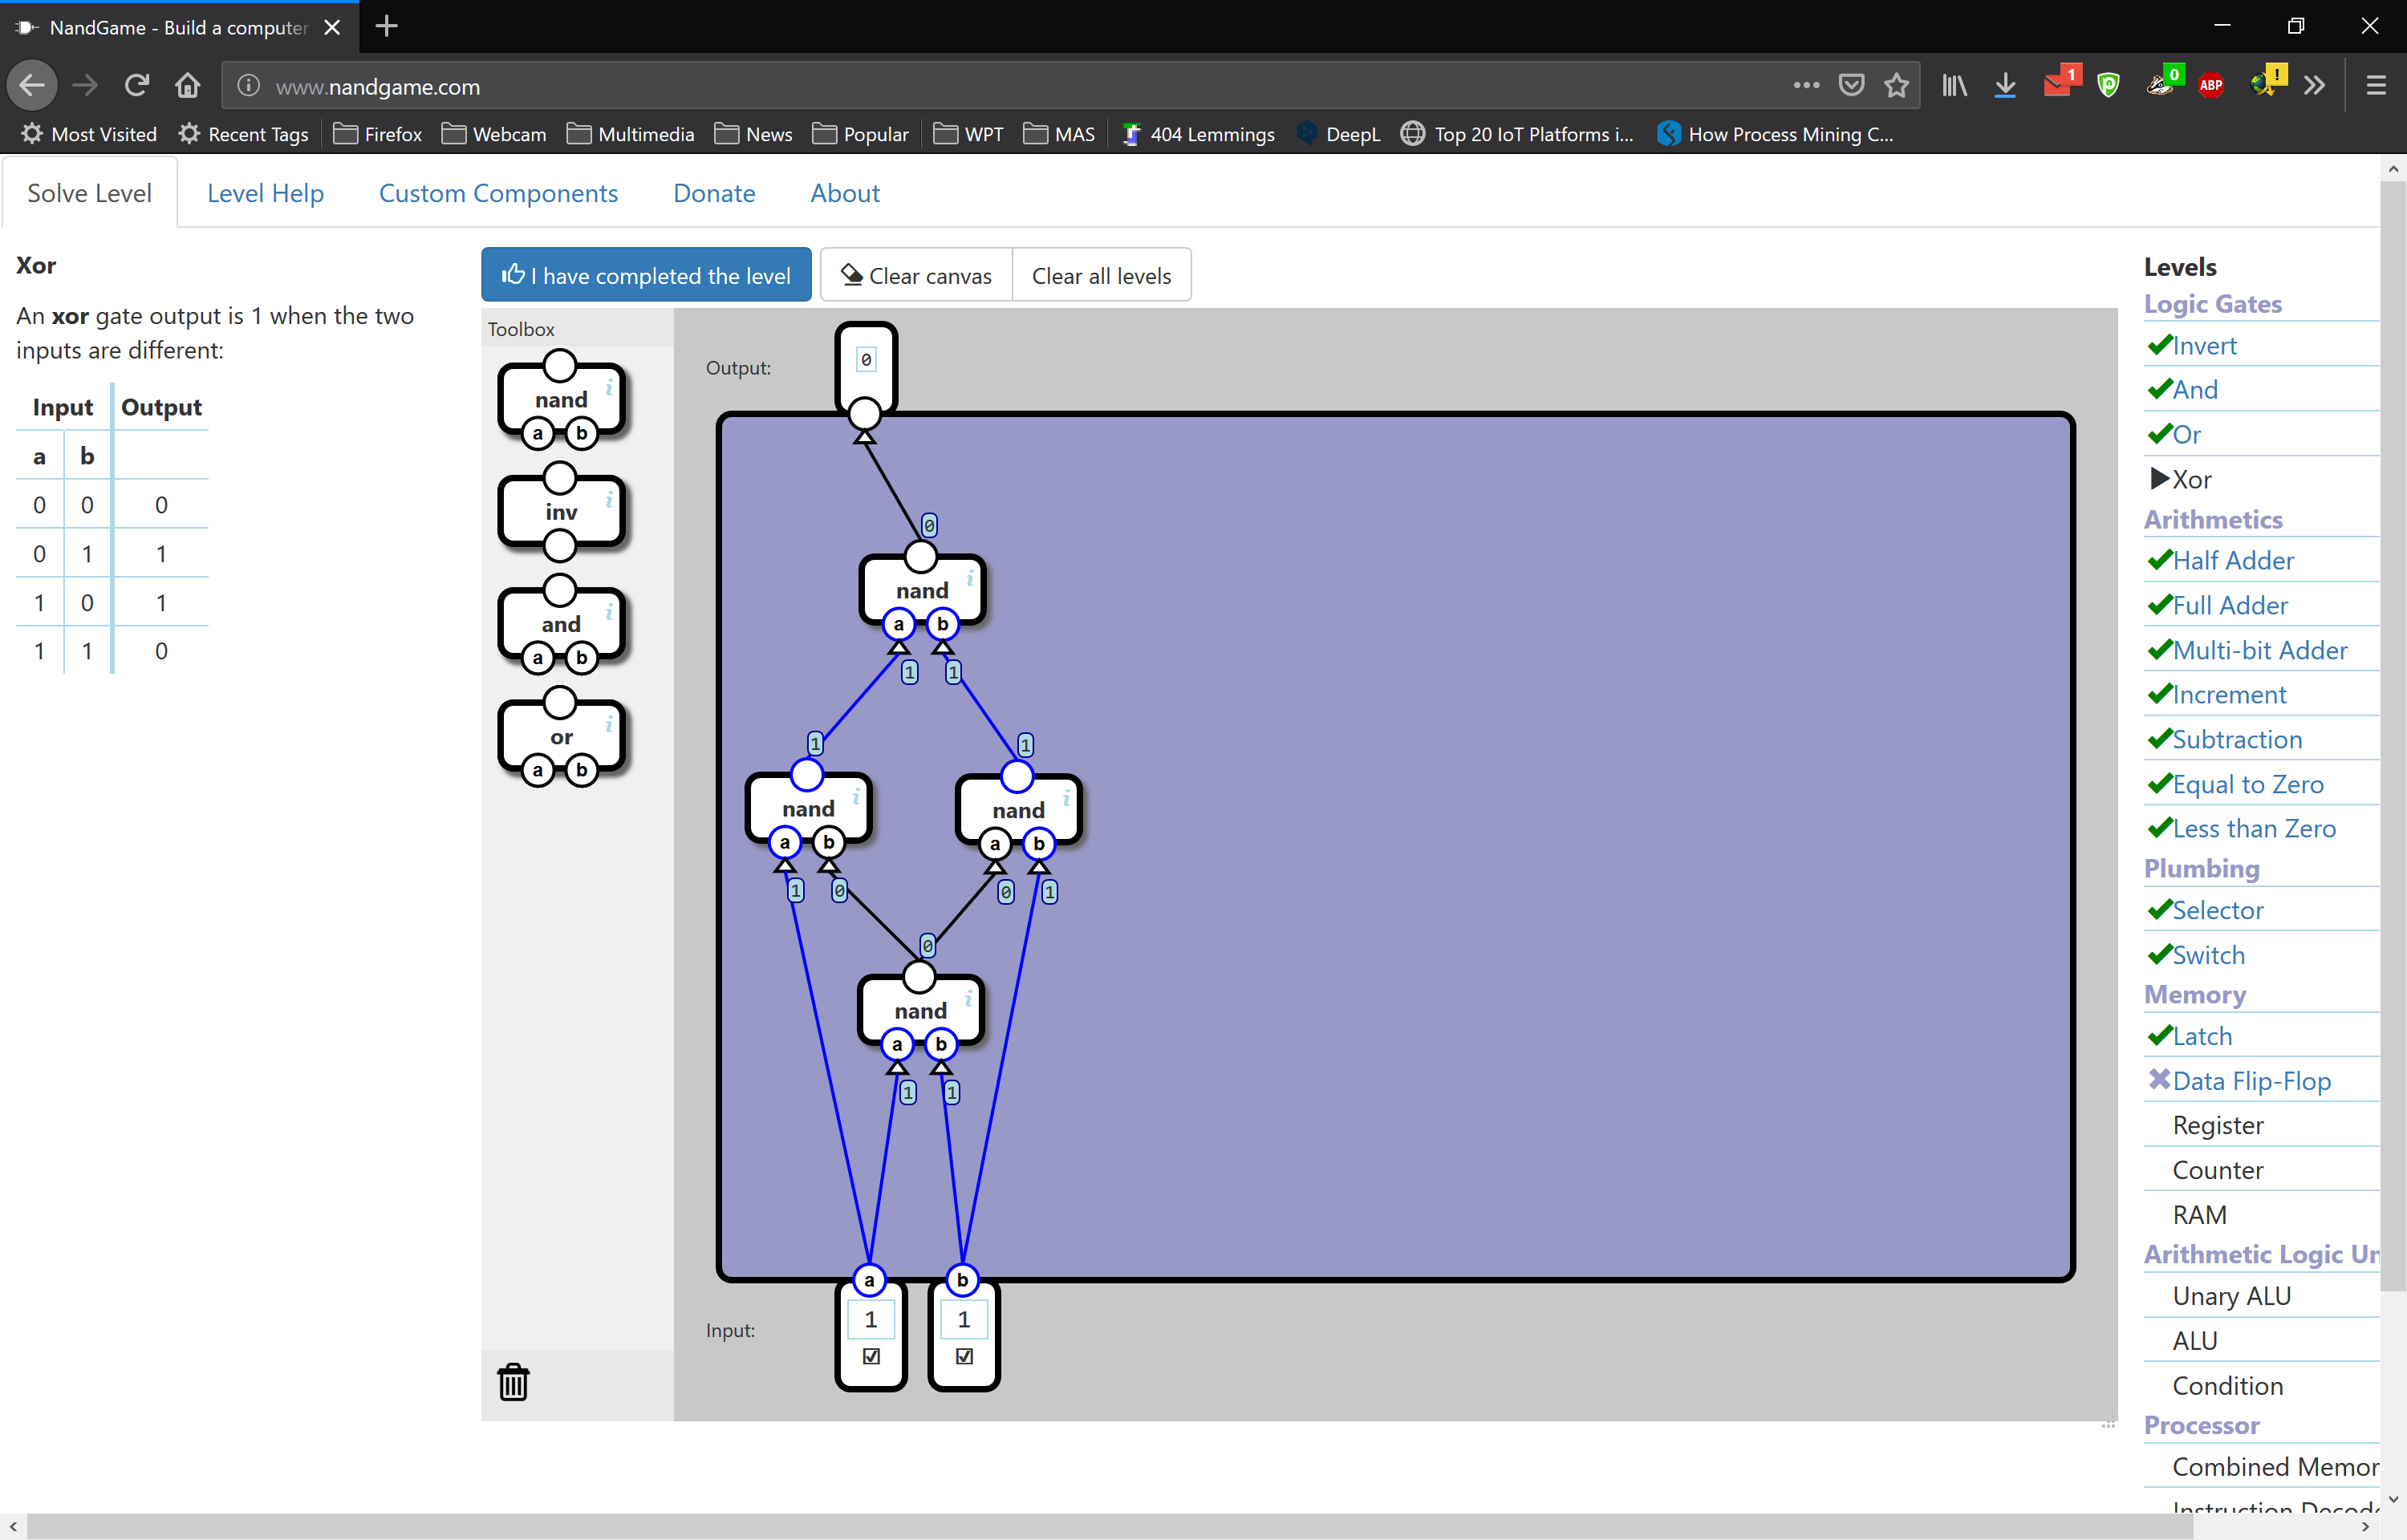 NandGame - Build a computer
www.nandgame.com
1
0
ABP
!
Most Visited Recent Tags Firefox Webcam Multimedia News Popular WPT MAS 404 Lemmings DeepL Top 20 IoT Platforms i... How Process Mining C...
Solve Level Level Help Custom Components Donate About
Xor
An xor gate output is 1 when the two
inputs are different:
Input Output
a b
0 0 0
0 1 1
1 0 1
1 1 0
I have completed the level Clear canvas Clear all levels
Toolbox
nand i
a b
inv i
and i
a b
or i
a b
Output:
0
0
nand i
a b
1 1
1 1
nand i nand i
a b a b
1 0 0 1
0
nand i
a b
1 1
a b
Input: 1 1
Levels
Logic Gates
Invert
And
Or
Xor
Arithmetics
Half Adder
Full Adder
Multi-bit Adder
Increment
Subtraction
Equal to Zero
Less than Zero
Plumbing
Selector
Switch
Memory
Latch
Data Flip-Flop
Register
Counter
RAM
Arithmetic Logic Un
Unary ALU
ALU
Condition
Processor
Combined Memor
Instruction Decode